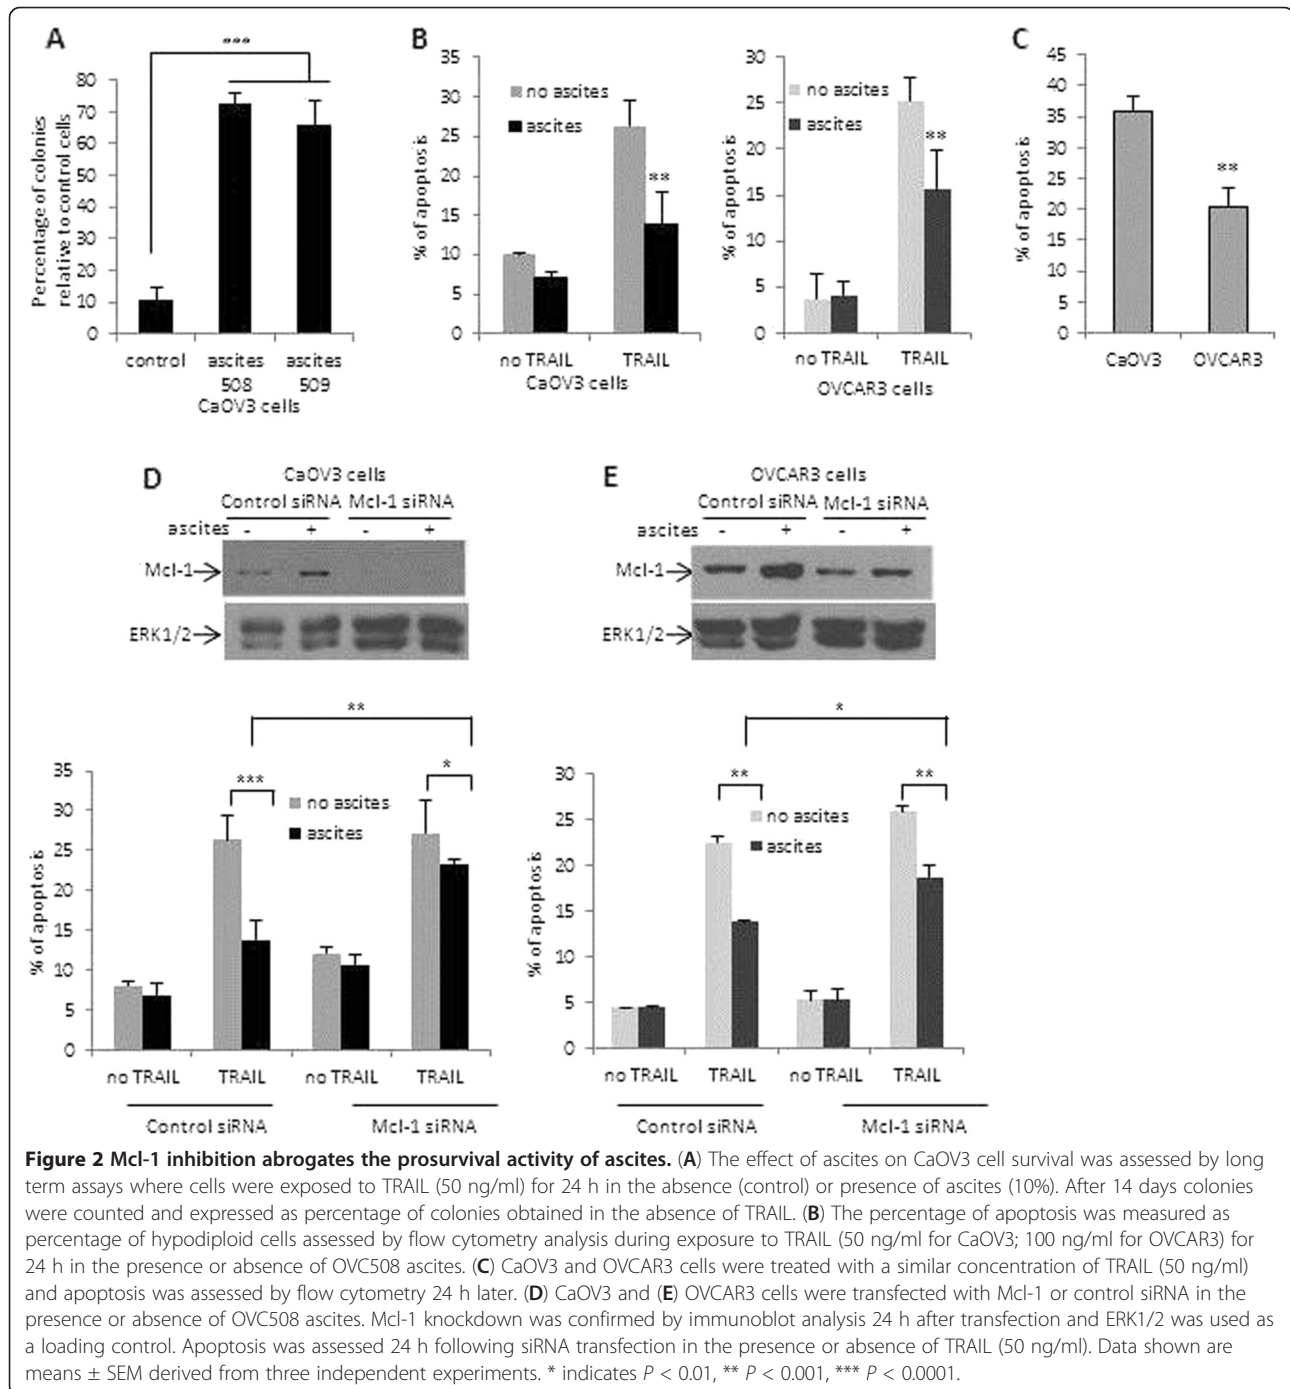 A
***
Percentage of colonies
relative to control cells
80
70
60
50
40
30
20
10
0
control
ascites
508
ascites
509
CaOV3 cells
B
% of apoptosis
35
30
25
20
15
10
5
0
no ascites
ascites
**
no TRAIL
TRAIL
CaOV3 cells
% of apoptosis
30
25
20
15
10
5
0
no ascites
ascites
**
no TRAIL
TRAIL
OVCAR3 cells
C
% of apoptosis
45
40
35
30
25
20
15
10
5
0
**
CaOV3
OVCAR3
D
CaOV3 cells
Control siRNA Mcl-1 siRNA
ascites - + - +
Mcl-1
ERK1/2
**
% of apoptosis
35
30
25
20
15
10
5
0
***
*
no ascites
ascites
no TRAIL TRAIL no TRAIL TRAIL
Control siRNA Mcl-1 siRNA
E
OVCAR3 cells
Control siRNA Mcl-1 siRNA
ascites - + - +
Mcl-1
ERK1/2
*
% of apoptosis
30
25
20
15
10
5
0
**
**
no ascites
ascites
no TRAIL TRAIL no TRAIL TRAIL
Control siRNA Mcl-1 siRNA
Figure 2 Mcl-1 inhibition abrogates the prosurvival activity of ascites. (A) The effect of ascites on CaOV3 cell survival was assessed by long
term assays where cells were exposed to TRAIL (50 ng/ml) for 24 h in the absence (control) or presence of ascites (10%). After 14 days colonies
were counted and expressed as percentage of colonies obtained in the absence of TRAIL. (B) The percentage of apoptosis was measured as
percentage of hypodiploid cells assessed by flow cytometry analysis during exposure to TRAIL (50 ng/ml for CaOV3; 100 ng/ml for OVCAR3) for
24 h in the presence or absence of OVC508 ascites. (C) CaOV3 and OVCAR3 cells were treated with a similar concentration of TRAIL (50 ng/ml)
and apoptosis was assessed by flow cytometry 24 h later. (D) CaOV3 and (E) OVCAR3 cells were transfected with Mcl-1 or control siRNA in the
presence or absence of OVC508 ascites. Mcl-1 knockdown was confirmed by immunoblot analysis 24 h after transfection and ERK1/2 was used as
a loading control. Apoptosis was assessed 24 h following siRNA transfection in the presence or absence of TRAIL (50 ng/ml). Data shown are
means ± SEM derived from three independent experiments. * indicates P < 0.01, ** P < 0.001, *** P < 0.0001.